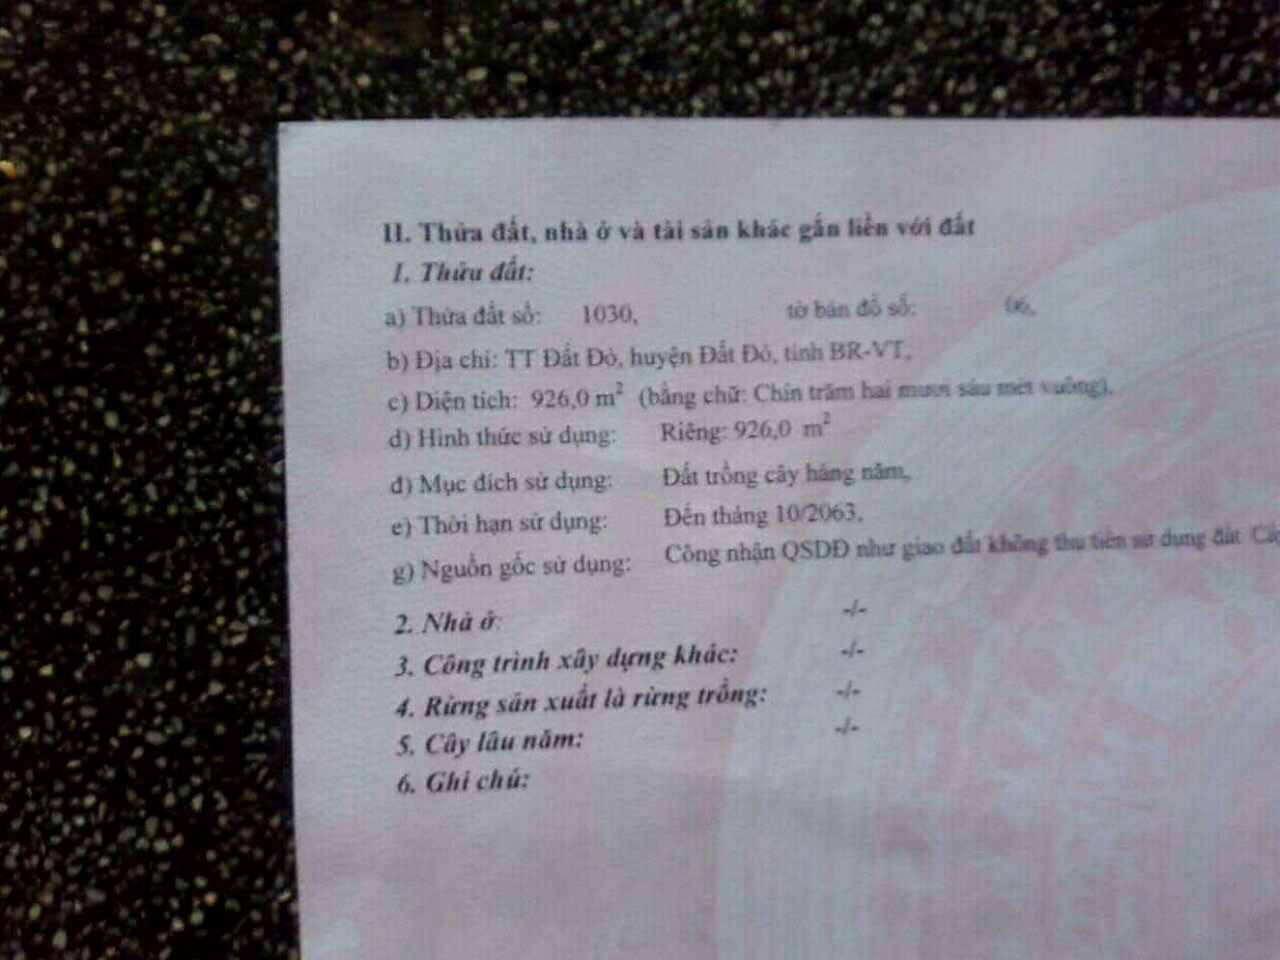 II. Thửa đất, nhà ở và tài sản khác gắn liền với đất
1. Thửa đất:
a) Thửa đất số: 1030, tờ bản đồ số: 06,
b) Địa chỉ: TT Đất Đỏ, huyện Đất Đỏ, tỉnh BR-VT,
c) Diện tích: 926,0 m² (bằng chữ: Chín trăm hai mươi sáu mét vuông),
d) Hình thức sử dụng: Riêng: 926,0 m²
đ) Mục đích sử dụng: Đất trồng cây hàng năm,
e) Thời hạn sử dụng: Đến tháng 10/2063,
g) Nguồn gốc sử dụng: Công nhận QSDĐ như giao đất không thu tiền sử dụng đất.
2. Nhà ở: -/-
3. Công trình xây dựng khác: -/-
4. Rừng sản xuất là rừng trồng: -/-
5. Cây lâu năm: -/-
6. Ghi chú: